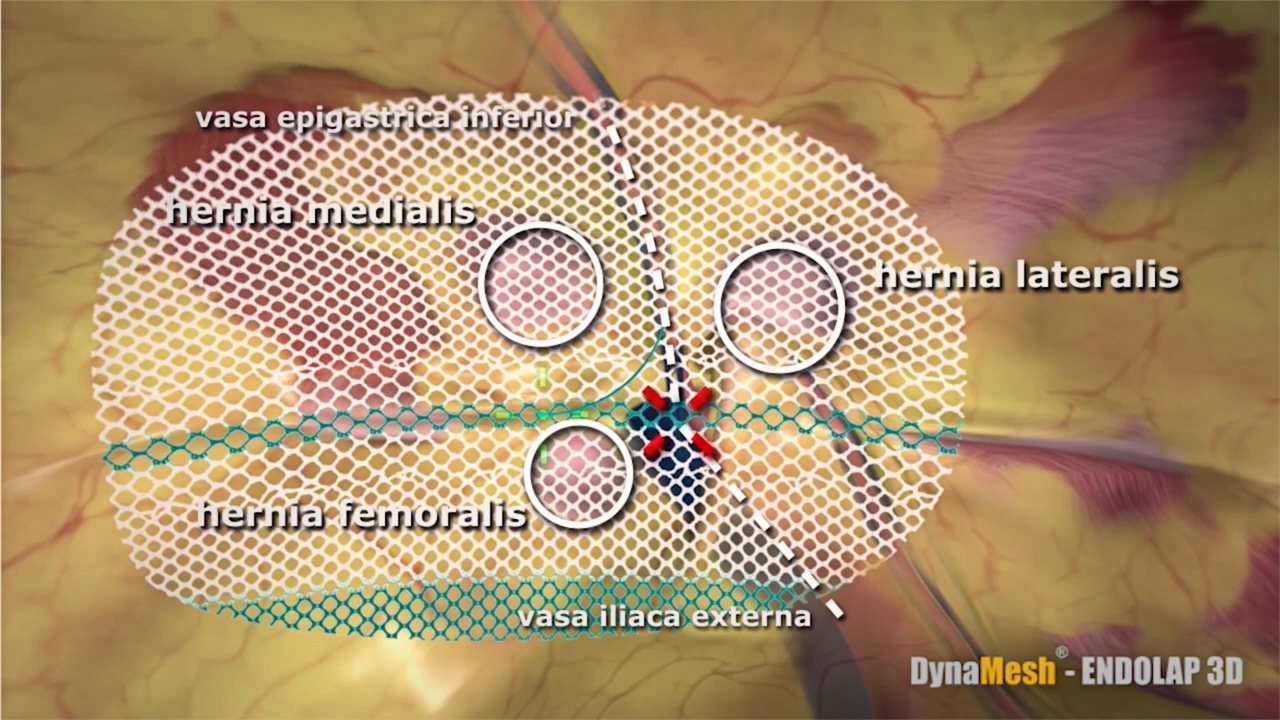 vasa epigastrica inferior
hernia medialis
hernia lateralis
hernia femoralis
vasa iliaca externa
DynaMesh® - ENDOLAP 3D